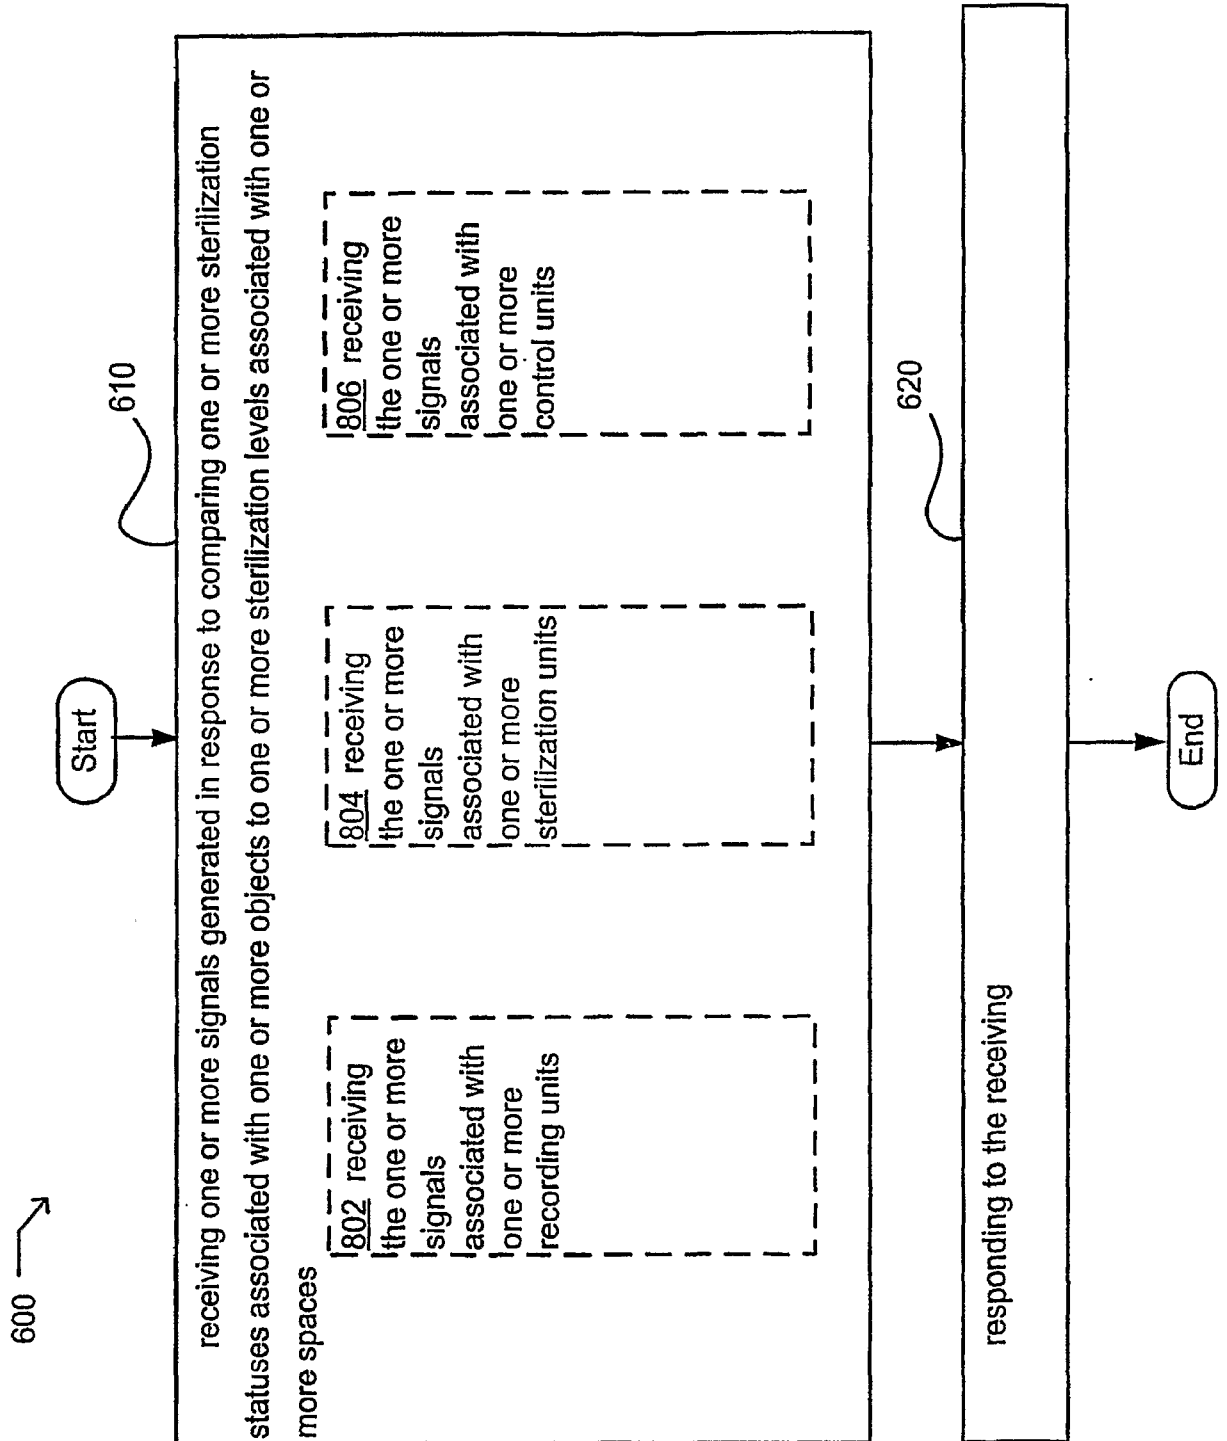 600
Start
610
receiving one or more signals generated in response to comparing one or more sterilization
statuses associated with one or more objects to one or more sterilization levels associated with one or
more spaces
802 receiving
the one or more
signals
associated with
one or more
recording units
804 receiving
the one or more
signals
associated with
one or more
sterilization units
806 receiving
the one or more
signals
associated with
one or more
control units
620
responding to the receiving
End